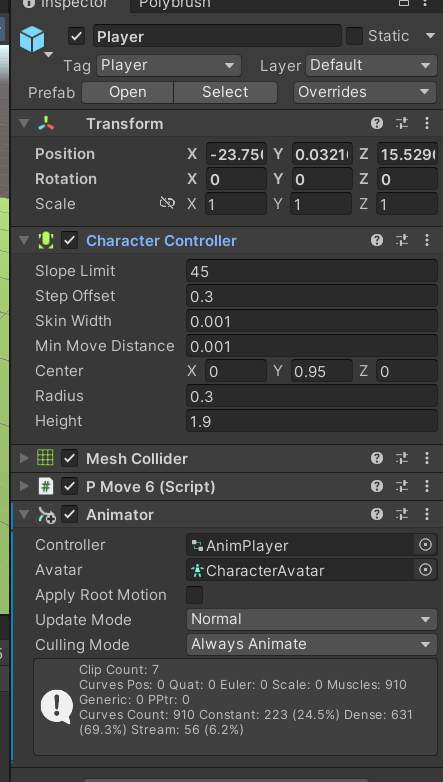 Inspector Polybrush
Player Static
Tag Player Layer Default
Prefab Open Select Overrides
Transform
Position X -23.75 Y 0.0321 Z 15.529
Rotation X 0 Y 0 Z 0
Scale X 1 Y 1 Z 1
Character Controller
Slope Limit 45
Step Offset 0.3
Skin Width 0.001
Min Move Distance 0.001
Center X 0 Y 0.95 Z 0
Radius 0.3
Height 1.9
Mesh Collider
# P Move 6 (Script)
Animator
Controller AnimPlayer
Avatar CharacterAvatar
Apply Root Motion
Update Mode Normal
Culling Mode Always Animate
Clip Count: 7
Curves Pos: 0 Quat: 0 Euler: 0 Scale: 0 Muscles: 910
Generic: 0 PPtr: 0
Curves Count: 910 Constant: 223 (24.5%) Dense: 631
(69.3%) Stream: 56 (6.2%)